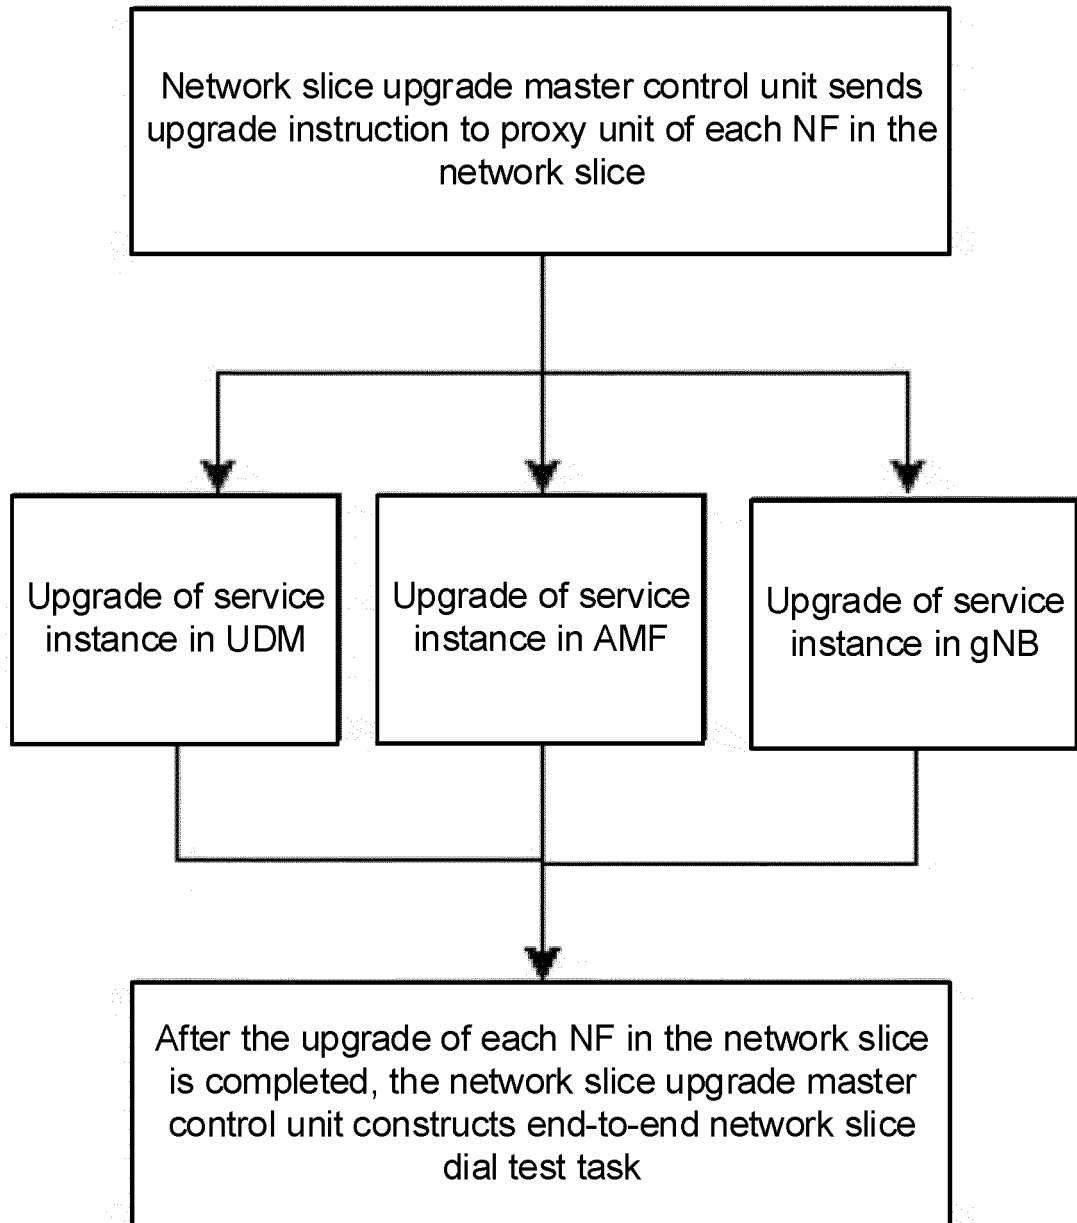 Network slice upgrade master control unit sends
upgrade instruction to proxy unit of each NF in the
network slice
Upgrade of service
instance in UDM
Upgrade of service
instance in AMF
Upgrade of service
instance in gNB
After the upgrade of each NF in the network slice
is completed, the network slice upgrade master
control unit constructs end-to-end network slice
dial test task